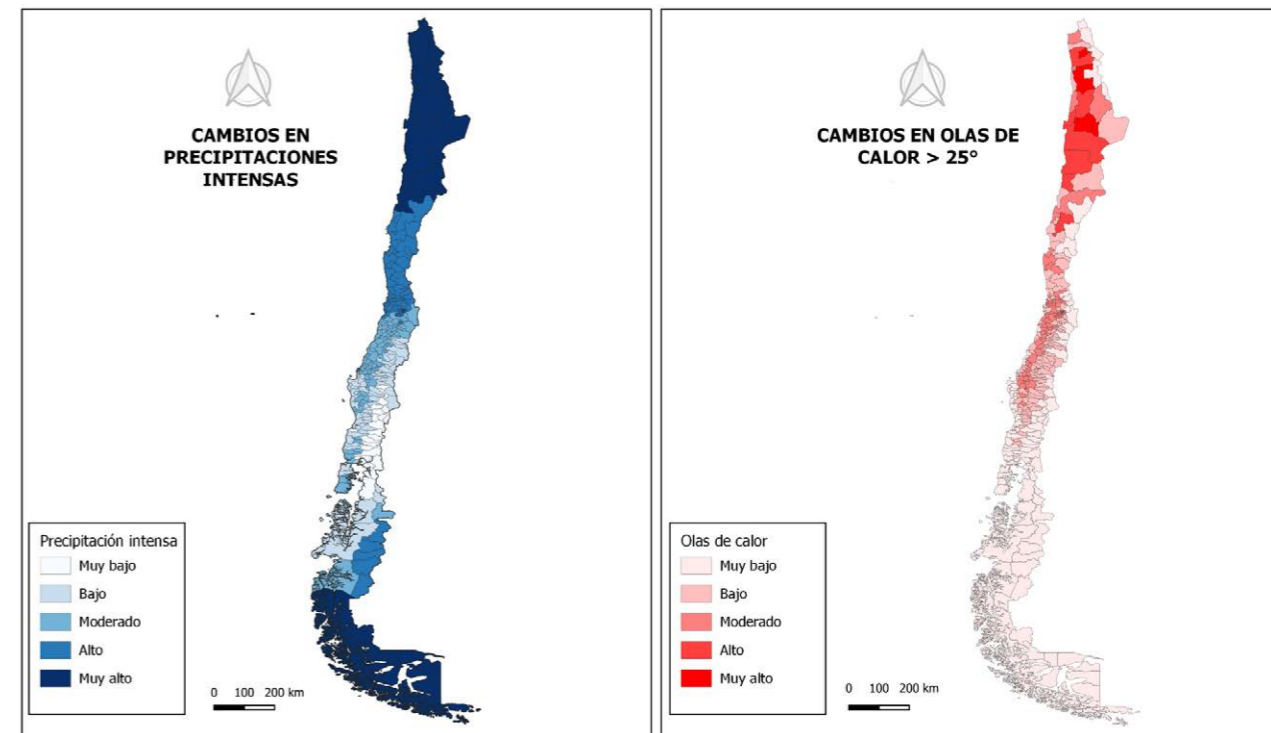 CAMBIOS EN
PRECIPITACIONES
INTENSAS
Precipitación intensa
Muy bajo
Bajo
Moderado
Alto
Muy alto
0 100 200 km
CAMBIOS EN OLAS DE
CALOR > 25°
Olas de calor
Muy bajo
Bajo
Moderado
Alto
Muy alto
0 100 200 km